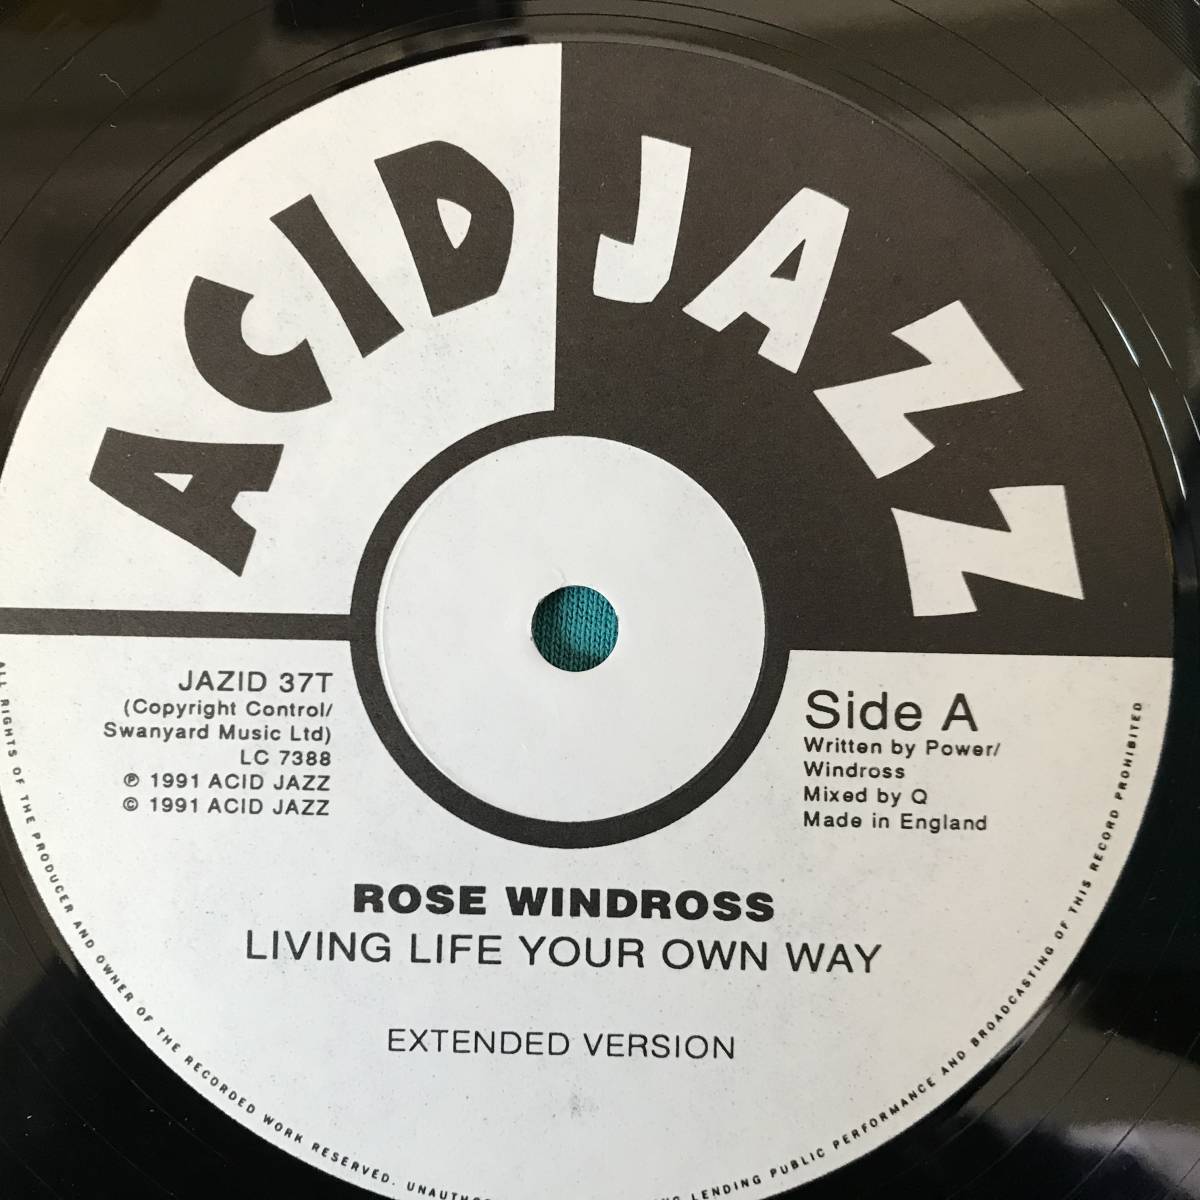 ACID JAZZ
JAZID 37T
(Copyright Control/
Swanyard Music Ltd)
LC 7388
℗ 1991 ACID JAZZ
© 1991 ACID JAZZ
Side A
Written by Power/
Windross
Mixed by Q
Made in England
ROSE WINDROSS
LIVING LIFE YOUR OWN WAY
EXTENDED VERSION
ALL RIGHTS OF THE PRODUCER AND OWNER OF THE RECORDED WORK RESERVED. LENDING PUBLIC PERFORMANCE AND BROADCASTING OF THIS RECORD PROHIBITED